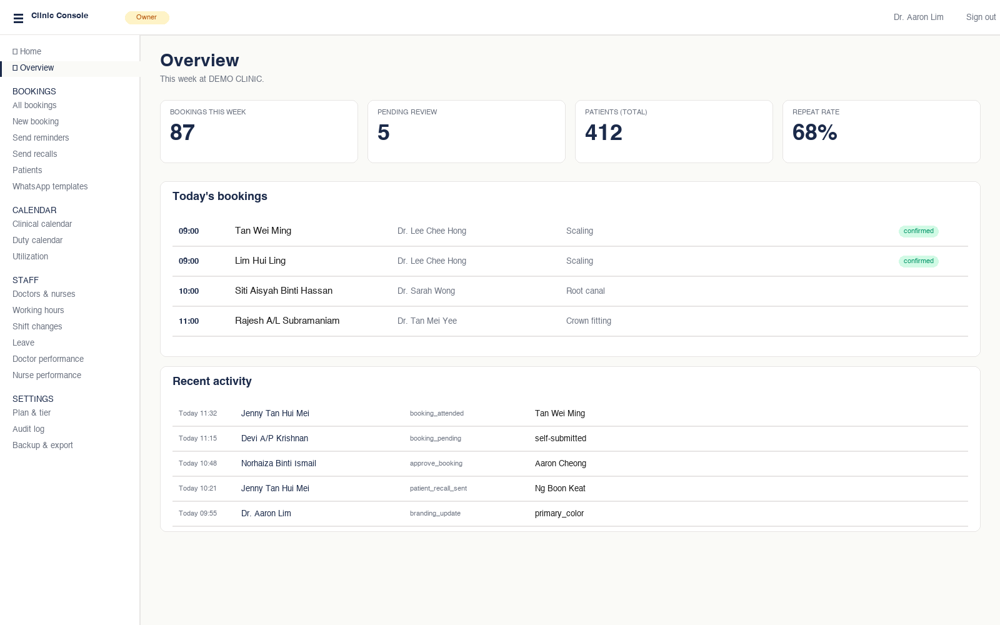 Clinic Console Owner Dr. Aaron Lim Sign out
Home
Overview
BOOKINGS
All bookings
New booking
Send reminders
Send recalls
Patients
WhatsApp templates
CALENDAR
Clinical calendar
Duty calendar
Utilization
STAFF
Doctors & nurses
Working hours
Shift changes
Leave
Doctor performance
Nurse performance
SETTINGS
Plan & tier
Audit log
Backup & export
Overview
This week at DEMO CLINIC.
BOOKINGS THIS WEEK
87
PENDING REVIEW
5
PATIENTS (TOTAL)
412
REPEAT RATE
68%
Today's bookings
09:00 Tan Wei Ming Dr. Lee Chee Hong Scaling confirmed
09:00 Lim Hui Ling Dr. Lee Chee Hong Scaling confirmed
10:00 Siti Aisyah Binti Hassan Dr. Sarah Wong Root canal
11:00 Rajesh A/L Subramaniam Dr. Tan Mei Yee Crown fitting
Recent activity
Today 11:32 Jenny Tan Hui Mei booking_attended Tan Wei Ming
Today 11:15 Devi A/P Krishnan booking_pending self-submitted
Today 10:48 Norhaiza Binti Ismail approve_booking Aaron Cheong
Today 10:21 Jenny Tan Hui Mei patient_recall_sent Ng Boon Keat
Today 09:55 Dr. Aaron Lim branding_update primary_color